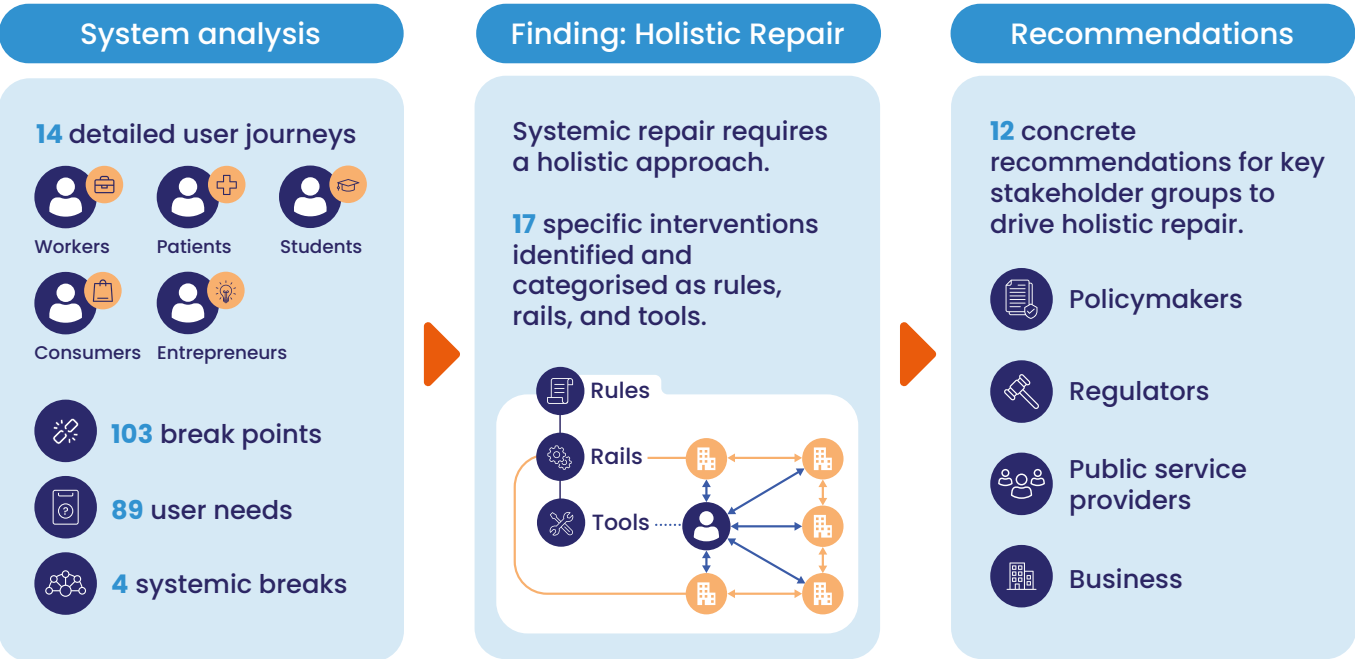 System analysis
14 detailed user journeys
Workers
Patients
Students
Consumers
Entrepreneurs
103 break points
89 user needs
4 systemic breaks
Finding: Holistic Repair
Systemic repair requires
a holistic approach.
17 specific interventions
identified and
categorised as rules,
rails, and tools.
Rules
Rails
Tools
Recommendations
12 concrete
recommendations for key
stakeholder groups to
drive holistic repair.
Policymakers
Regulators
Public service
providers
Business